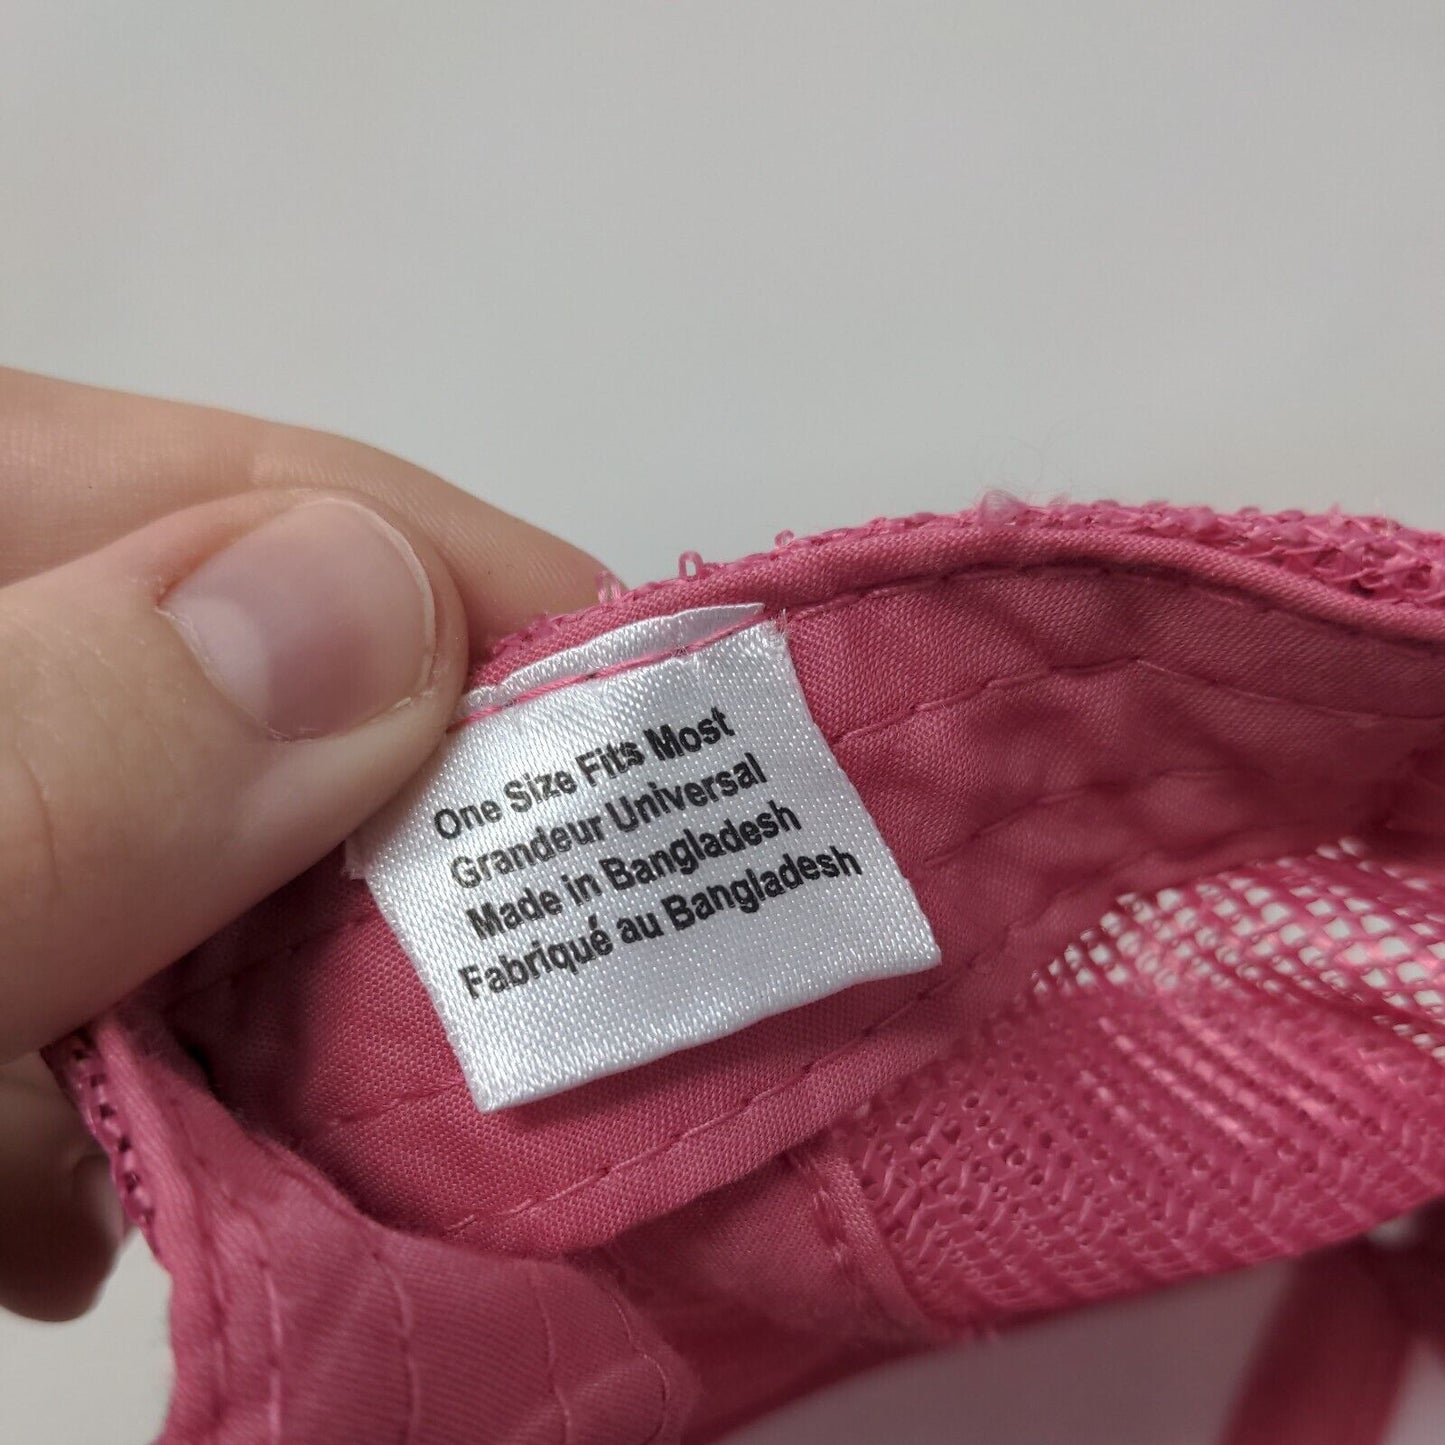 One Size Fits Most
Grandeur Universal
Made in Bangladesh
Fabriqué au Bangladesh